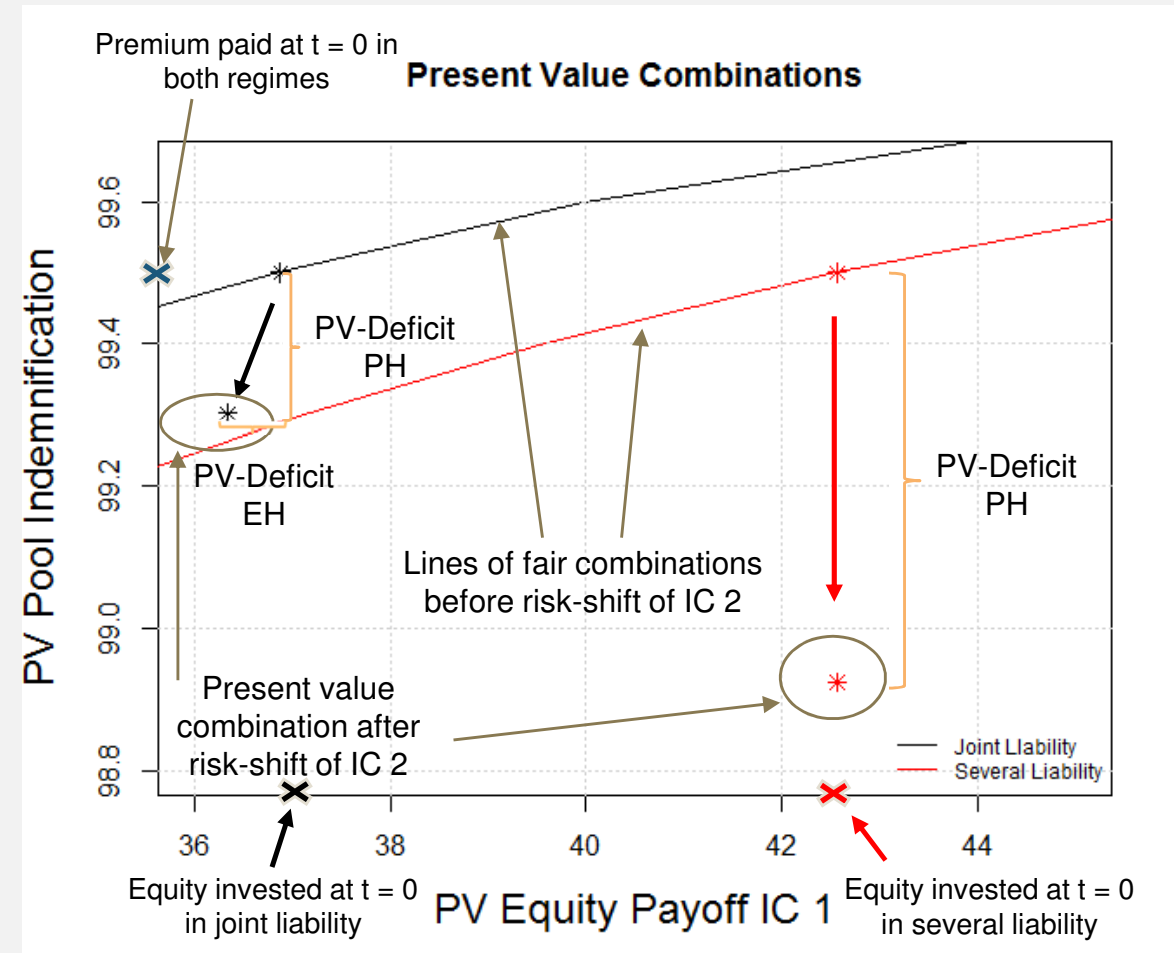 Premium paid at t = 0 in
both regimes
Present Value Combinations
PV Pool Indemnification
99.6
99.4
99.2
99.0
98.8
PV-Deficit
PH
PV-Deficit
EH
PV-Deficit
PH
Lines of fair combinations
before risk-shift of IC 2
Present value
combination after
risk-shift of IC 2
Joint LIability
Several Liability
36
38
40
42
44
Equity invested at t = 0
in joint liability
PV Equity Payoff IC 1
Equity invested at t = 0
in several liability